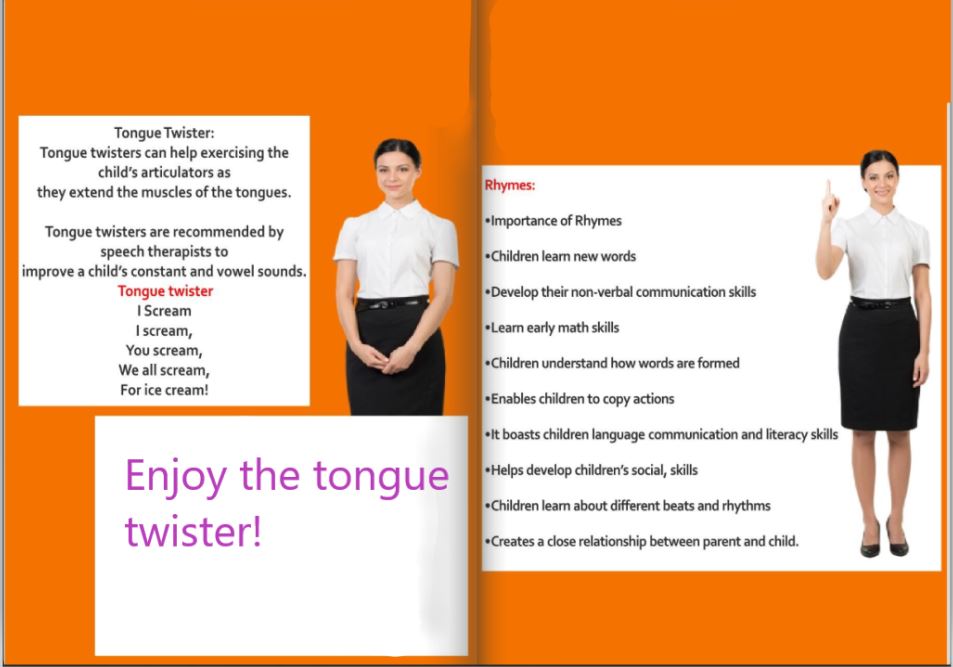 Tongue Twister:
Tongue twisters can help exercising the
child's articulators as
they extend the muscles of the tongues.
Tongue twisters are recommended by
speech therapists to
improve a child's constant and vowel sounds.
Tongue twister
I Scream
I scream,
You scream,
We all scream,
For ice cream!
Enjoy the tongue
twister!
Rhymes:
•Importance of Rhymes
•Children learn new words
•Develop their non-verbal communication skills
•Learn early math skills
•Children understand how words are formed
•Enables children to copy actions
•It boasts children language communication and literacy skills
•Helps develop children's social, skills
•Children learn about different beats and rhythms
•Creates a close relationship between parent and child.